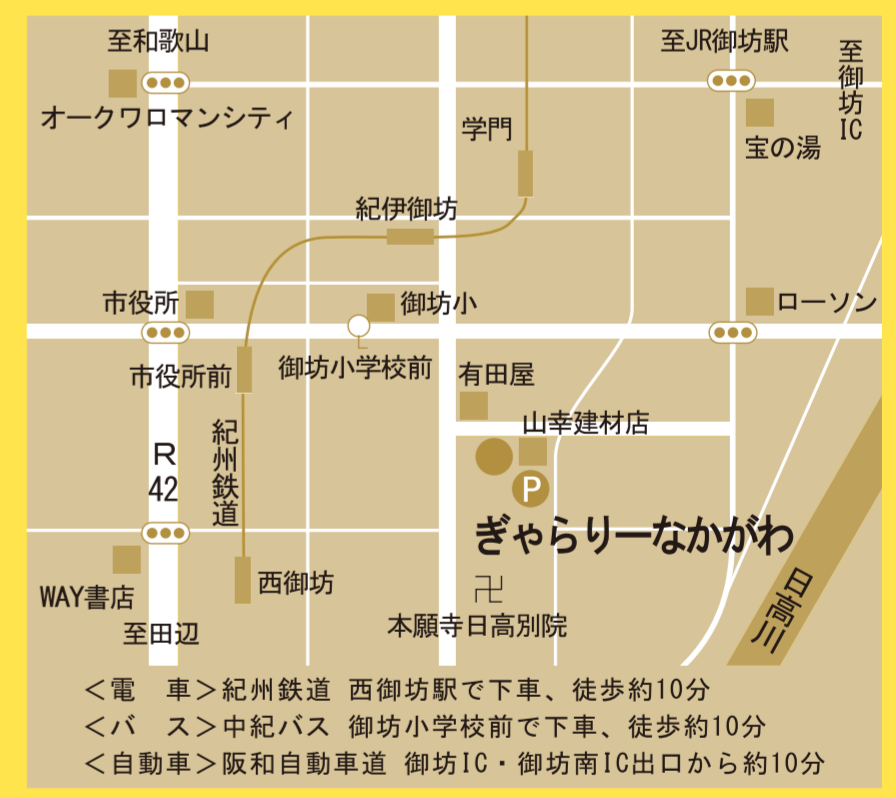 至和歌山
至JR御坊駅
至御坊IC
オークワロマンシティ
学門
宝の湯
紀伊御坊
市役所
御坊小
ローソン
市役所前
御坊小学校前
有田屋
山幸建材店
紀州鉄道
R
42
P
ぎゃらりーなかがわ
WAY書店
西御坊
卍
日高川
至田辺
本願寺日高別院
＜電　車＞紀州鉄道 西御坊駅で下車、徒歩約10分
＜バ　ス＞中紀バス 御坊小学校前で下車、徒歩約10分
＜自動車＞阪和自動車道 御坊IC・御坊南IC出口から約10分